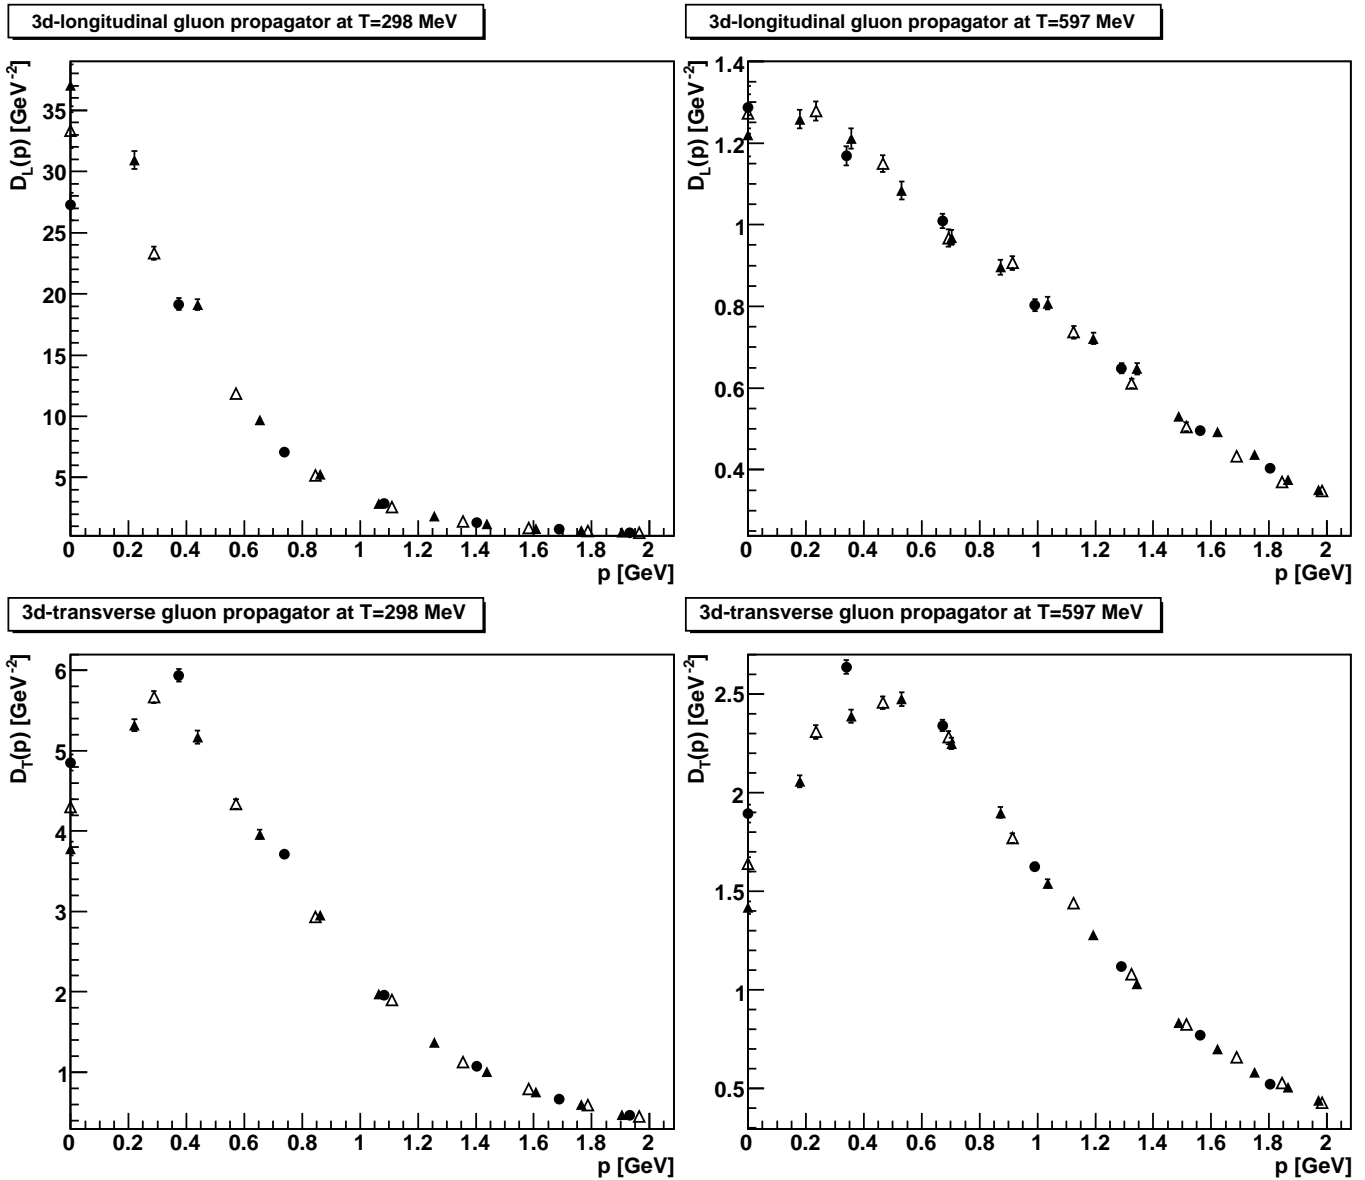 3d-longitudinal gluon propagator at T=298 MeV
D_L(p) [GeV^-2]
35
30
25
20
15
10
5
0 0.2 0.4 0.6 0.8 1 1.2 1.4 1.6 1.8 2
p [GeV]
3d-longitudinal gluon propagator at T=597 MeV
D_L(p) [GeV^-2]
1.4
1.2
1
0.8
0.6
0.4
0 0.2 0.4 0.6 0.8 1 1.2 1.4 1.6 1.8 2
p [GeV]
3d-transverse gluon propagator at T=298 MeV
D_T(p) [GeV^-2]
6
5
4
3
2
1
0 0.2 0.4 0.6 0.8 1 1.2 1.4 1.6 1.8 2
p [GeV]
3d-transverse gluon propagator at T=597 MeV
D_T(p) [GeV^-2]
2.5
2
1.5
1
0.5
0 0.2 0.4 0.6 0.8 1 1.2 1.4 1.6 1.8 2
p [GeV]